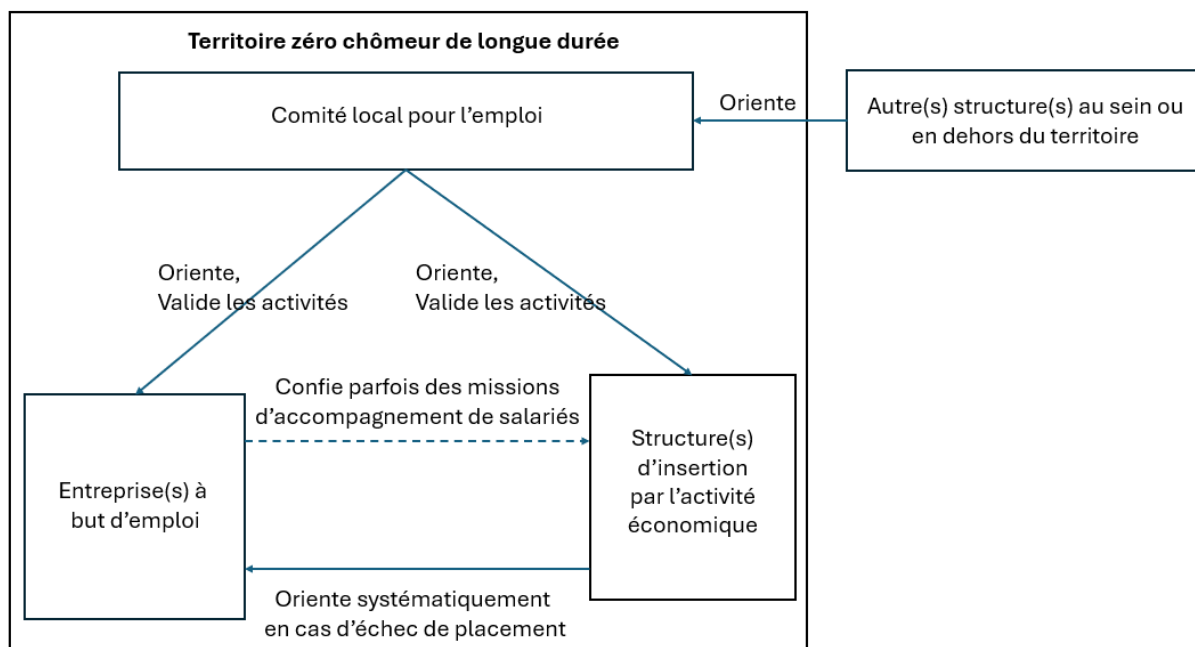 Territoire zéro chômeur de longue durée
Comité local pour l’emploi
Oriente
Autre(s) structure(s) au sein ou
en dehors du territoire
Oriente,
Valide les activités
Oriente,
Valide les activités
Confie parfois des missions
d’accompagnement de salariés
Entreprise(s) à
but d’emploi
Structure(s)
d’insertion
par l’activité
économique
Oriente systématiquement
en cas d’échec de placement